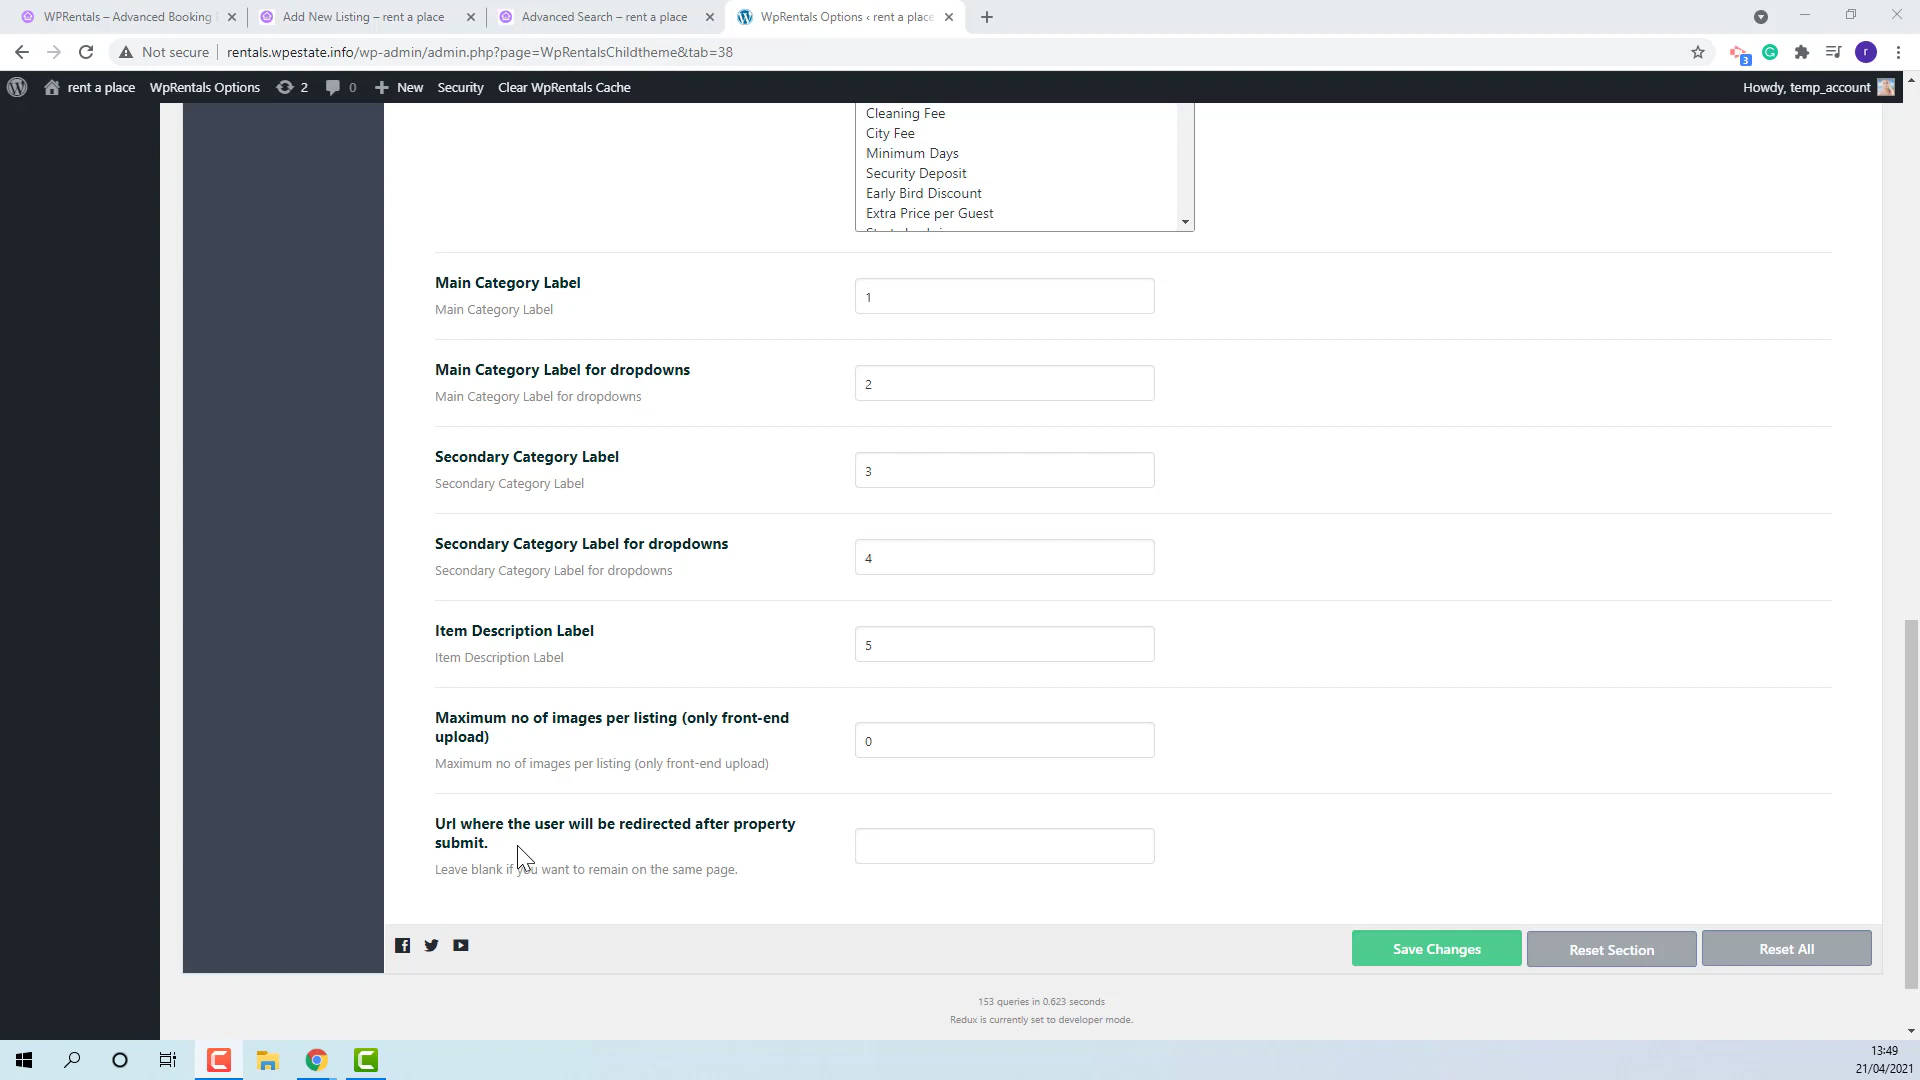 WPRentals – Advanced Booking
Add New Listing – rent a place
Advanced Search – rent a place
WpRentals Options ‹ rent a place
Not secure
rentals.wpestate.info/wp-admin/admin.php?page=WpRentalsChildtheme&tab=38
3
r
rent a place
WpRentals Options
2
0
New
Security
Clear WpRentals Cache
Howdy, temp_account
Cleaning Fee
City Fee
Minimum Days
Security Deposit
Early Bird Discount
Extra Price per Guest
Main Category Label
Main Category Label
1
Main Category Label for dropdowns
Main Category Label for dropdowns
2
Secondary Category Label
Secondary Category Label
3
Secondary Category Label for dropdowns
Secondary Category Label for dropdowns
4
Item Description Label
Item Description Label
5
Maximum no of images per listing (only front-end
upload)
Maximum no of images per listing (only front-end upload)
0
Url where the user will be redirected after property
submit.
Leave blank if you want to remain on the same page.
Save Changes
Reset Section
Reset All
153 queries in 0.623 seconds
Redux is currently set to developer mode.
13:49
21/04/2021